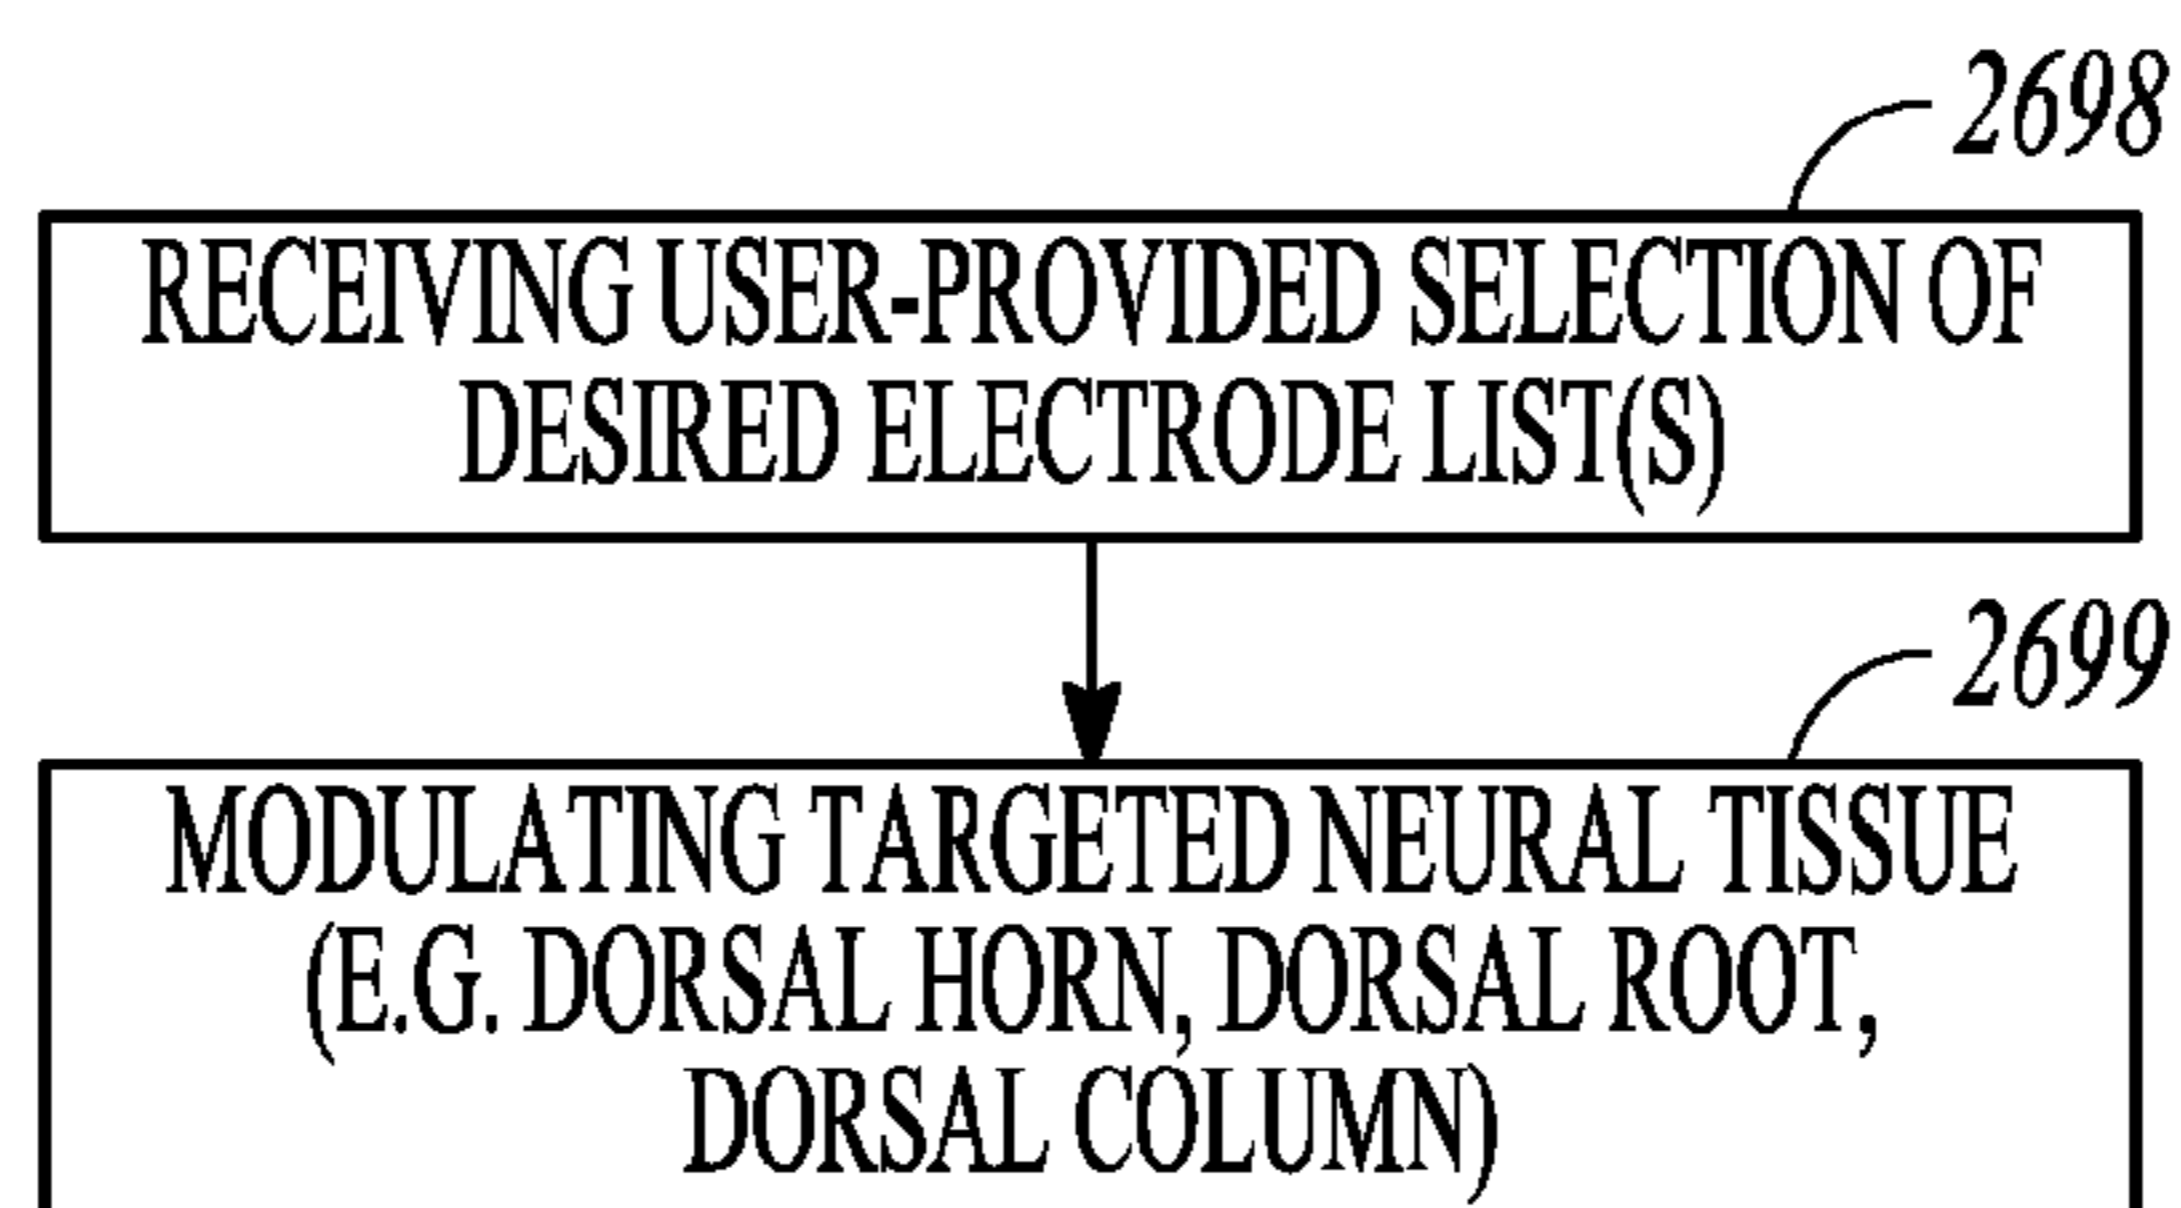 2698
RECEIVING USER-PROVIDED SELECTION OF
DESIRED ELECTRODE LIST(S)
2699
MODULATING TARGETED NEURAL TISSUE
(E.G. DORSAL HORN, DORSAL ROOT,
DORSAL COLUMN)